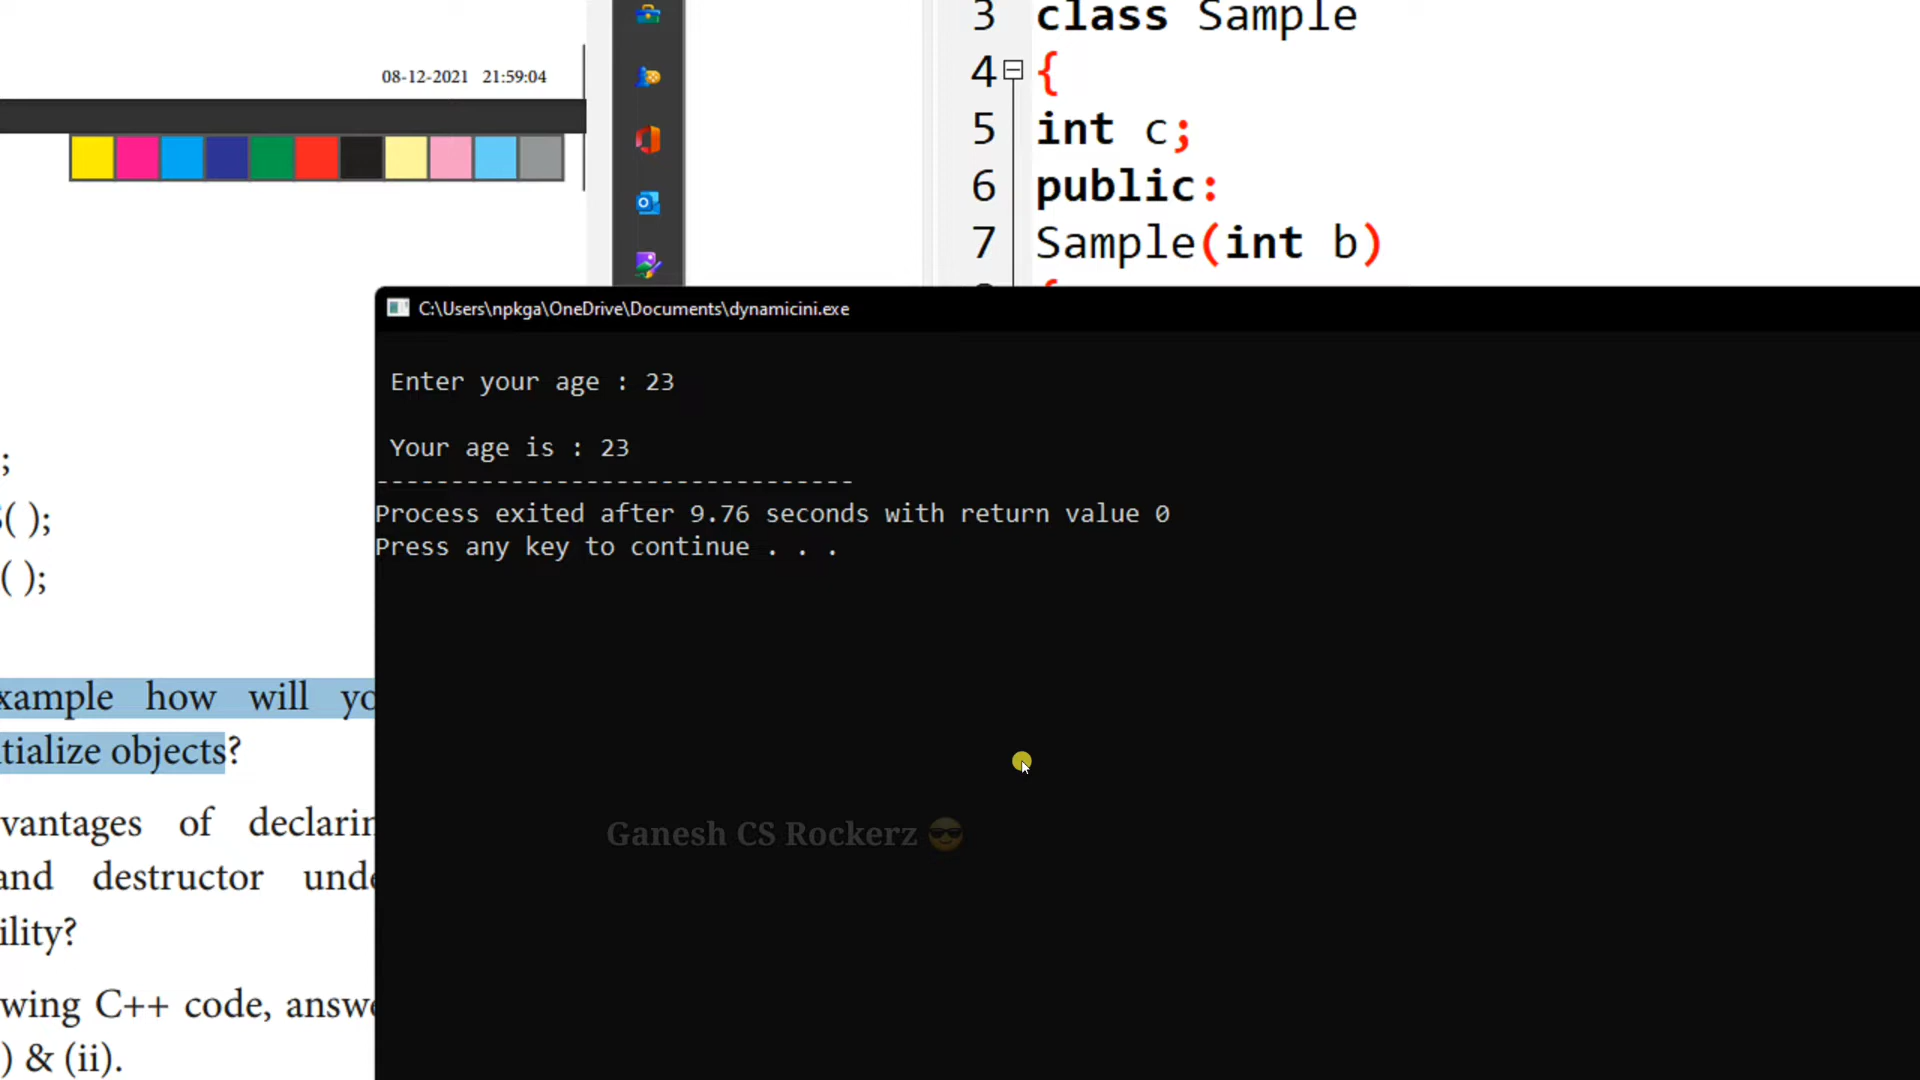 08-12-2021 21:59:04
;
( );
( );
xample how will yo
tialize objects?
vantages of declarin
and destructor unde
ility?
wing C++ code, answe
) & (ii).
3 class Sample
4 {
5 int c;
6 public:
7 Sample(int b)
C:\Users\npkga\OneDrive\Documents\dynamicini.exe
Enter your age : 23
Your age is : 23
--------------------------------
Process exited after 9.76 seconds with return value 0
Press any key to continue . . .
Ganesh CS Rockerz 😎